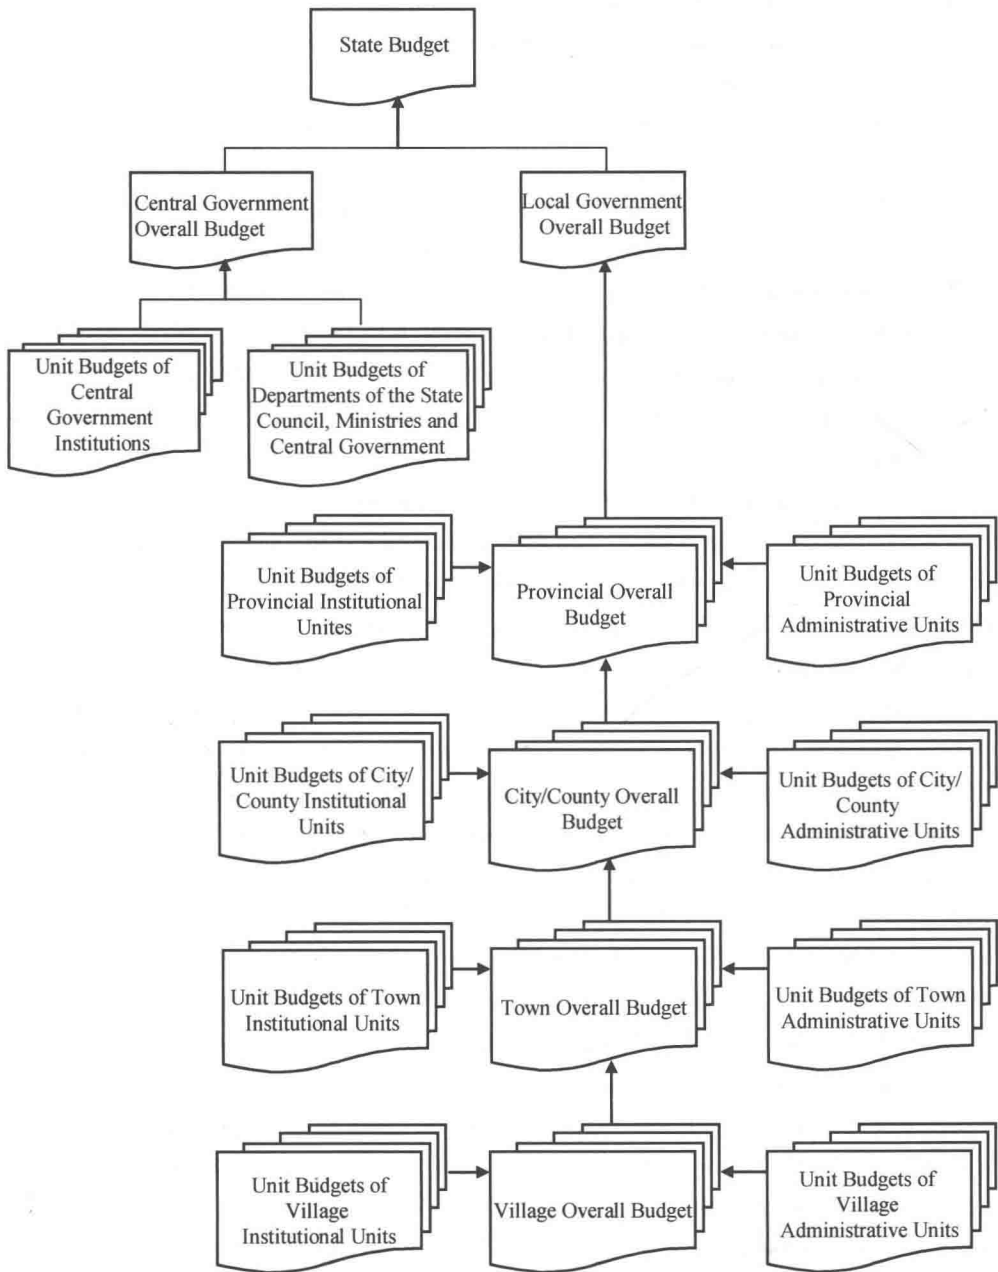 State Budget
Central Government
Overall Budget
Local Government
Overall Budget
Unit Budgets of
Central
Government
Institutions
Unit Budgets of
Departments of the State
Council, Ministries and
Central Government
Unit Budgets of
Provincial Institutional
Unites
Provincial Overall
Budget
Unit Budgets of
Provincial
Administrative Units
Unit Budgets of City/
County Institutional
Units
City/County Overall
Budget
Unit Budgets of City/
County
Administrative Units
Unit Budgets of Town
Institutional Units
Town Overall Budget
Unit Budgets of Town
Administrative Units
Unit Budgets of
Village
Institutional Units
Village Overall Budget
Unit Budgets of
Village
Administrative Units